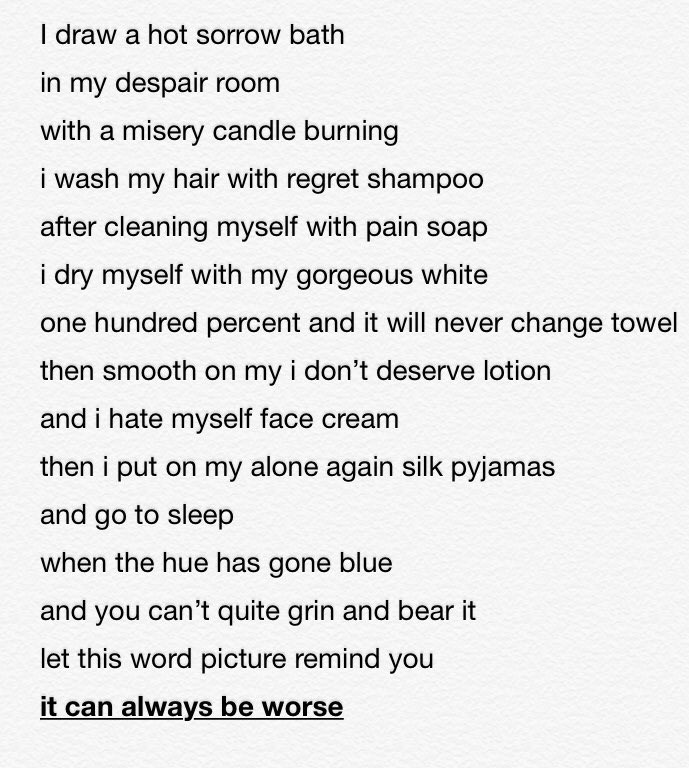 I draw a hot sorrow bath
in my despair room
with a misery candle burning
i wash my hair with regret shampoo
after cleaning myself with pain soap
i dry myself with my gorgeous white
one hundred percent and it will never change towel
then smooth on my i don’t deserve lotion
and i hate myself face cream
then i put on my alone again silk pyjamas
and go to sleep
when the hue has gone blue
and you can’t quite grin and bear it
let this word picture remind you
it can always be worse